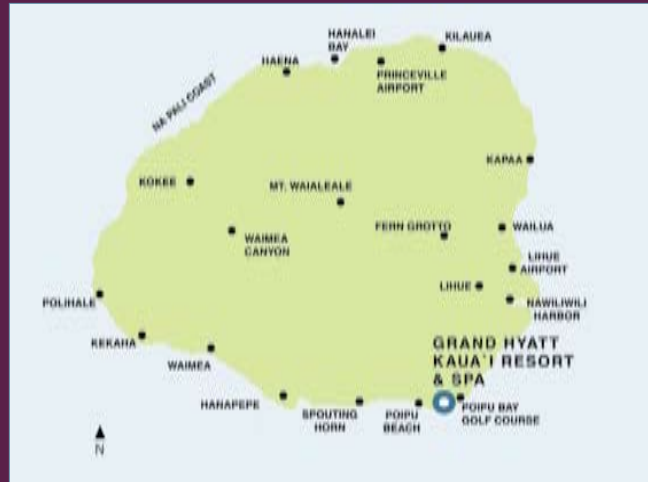 HANALEI
BAY
KILAUEA
HAENA
PRINCEVILLE
AIRPORT
NA PALI COAST
KAPAA
KOKEE
MT. WAIALEALE
FERN GROTTO
WAILUA
WAIMEA
CANYON
LIHUE
AIRPORT
LIHUE
POLIHALE
NAWILIWILI
HARBOR
KEKAHA
GRAND HYATT
KAUA`I RESORT
& SPA
WAIMEA
HANAPEPE
SPOUTING
HORN
POIPU
BEACH
POIPU BAY
GOLF COURSE
N